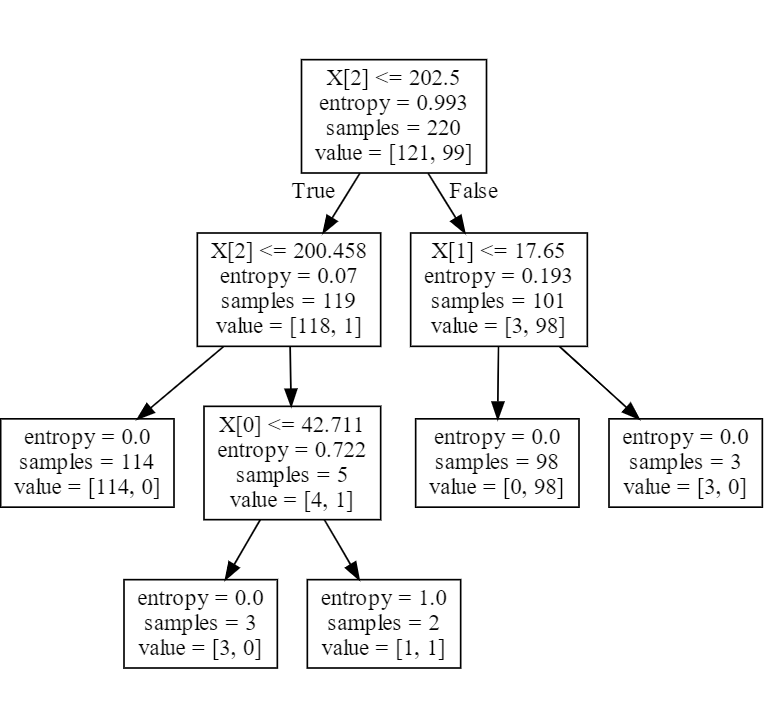 X[2] <= 202.5
entropy = 0.993
samples = 220
value = [121, 99]
True
False
X[2] <= 200.458
entropy = 0.07
samples = 119
value = [118, 1]
X[1] <= 17.65
entropy = 0.193
samples = 101
value = [3, 98]
entropy = 0.0
samples = 114
value = [114, 0]
X[0] <= 42.711
entropy = 0.722
samples = 5
value = [4, 1]
entropy = 0.0
samples = 98
value = [0, 98]
entropy = 0.0
samples = 3
value = [3, 0]
entropy = 0.0
samples = 3
value = [3, 0]
entropy = 1.0
samples = 2
value = [1, 1]